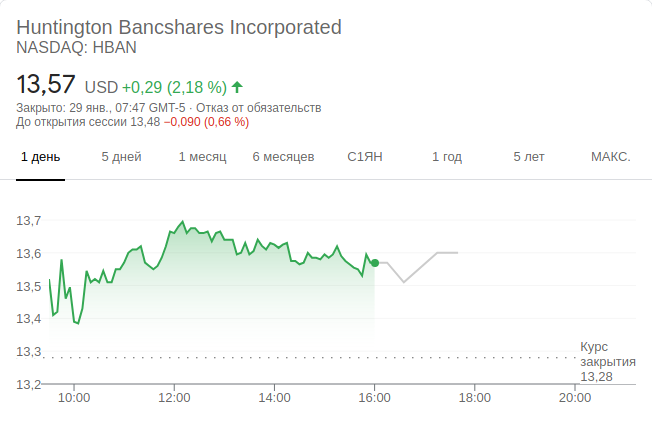 Huntington Bancshares Incorporated
NASDAQ: HBAN
13,57 USD +0,29 (2,18 %)
Закрыто: 29 янв., 07:47 GMT-5 · Отказ от обязательств
До открытия сессии 13,48 −0,090 (0,66 %)
1 день 5 дней 1 месяц 6 месяцев С1ЯН 1 год 5 лет МАКС.
13,7
13,6
13,5
13,4
13,3
Курс
закрытия
13,28
13,2
10:00 12:00 14:00 16:00 18:00 20:00